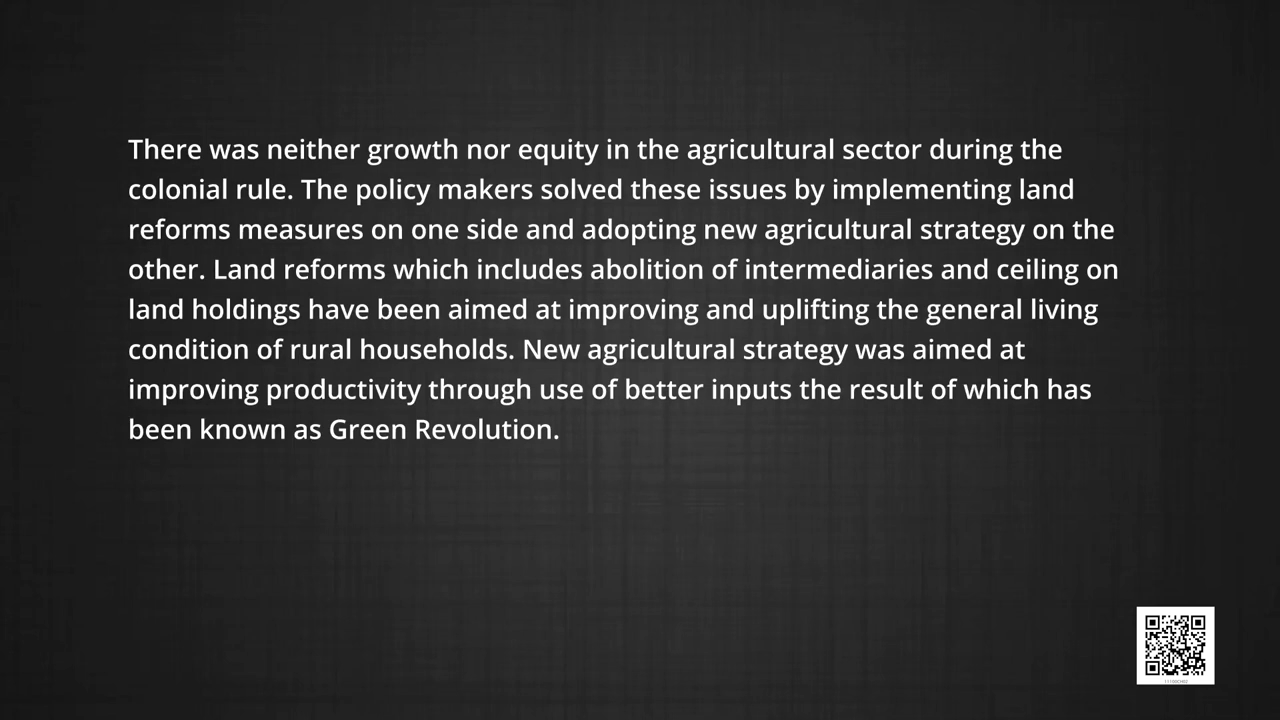 There was neither growth nor equity in the agricultural sector during the
colonial rule. The policy makers solved these issues by implementing land
reforms measures on one side and adopting new agricultural strategy on the
other. Land reforms which includes abolition of intermediaries and ceiling on
land holdings have been aimed at improving and uplifting the general living
condition of rural households. New agricultural strategy was aimed at
improving productivity through use of better inputs the result of which has
been known as Green Revolution.